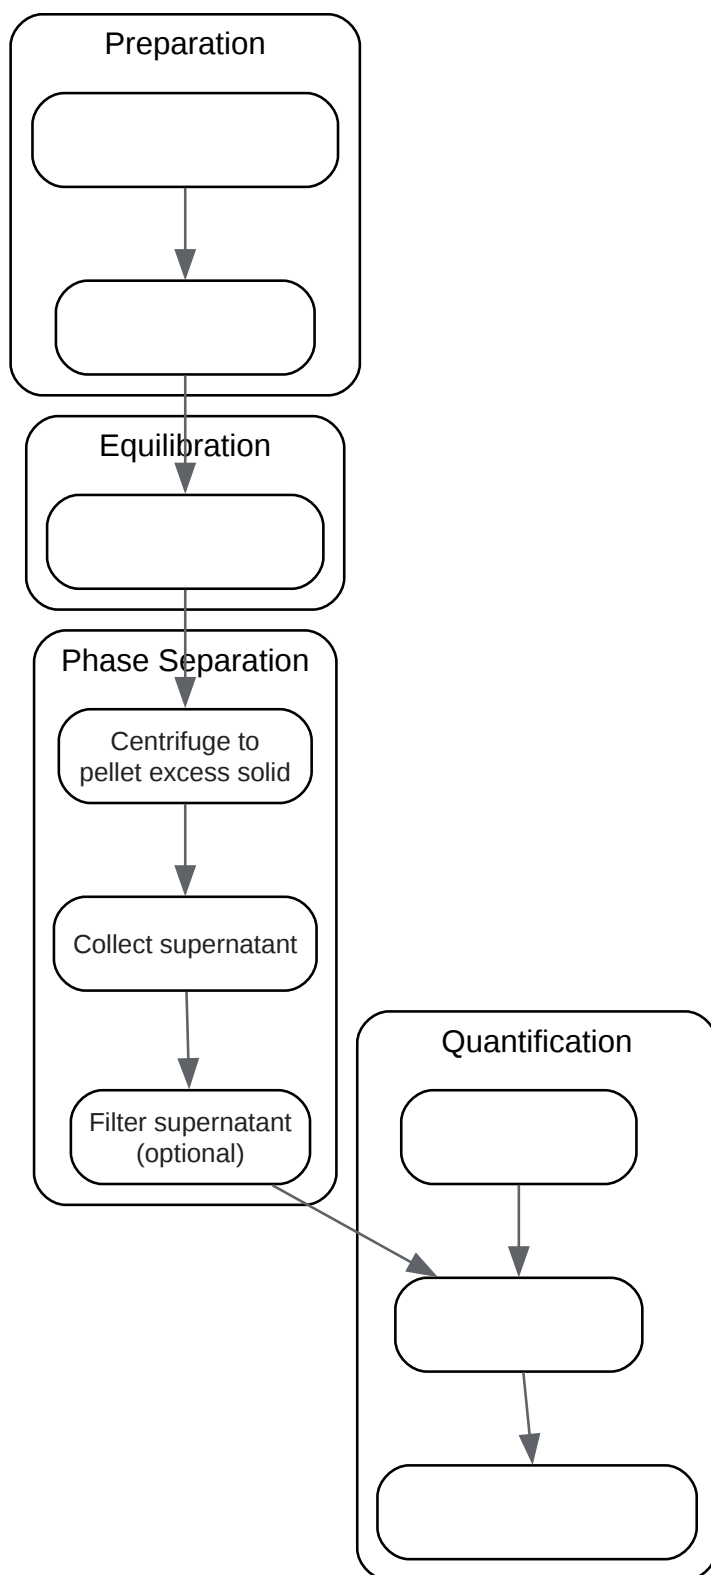 Preparation
Equilibration
Phase Separation
Centrifuge to
pellet excess solid
Collect supernatant
Filter supernatant
(optional)
Quantification